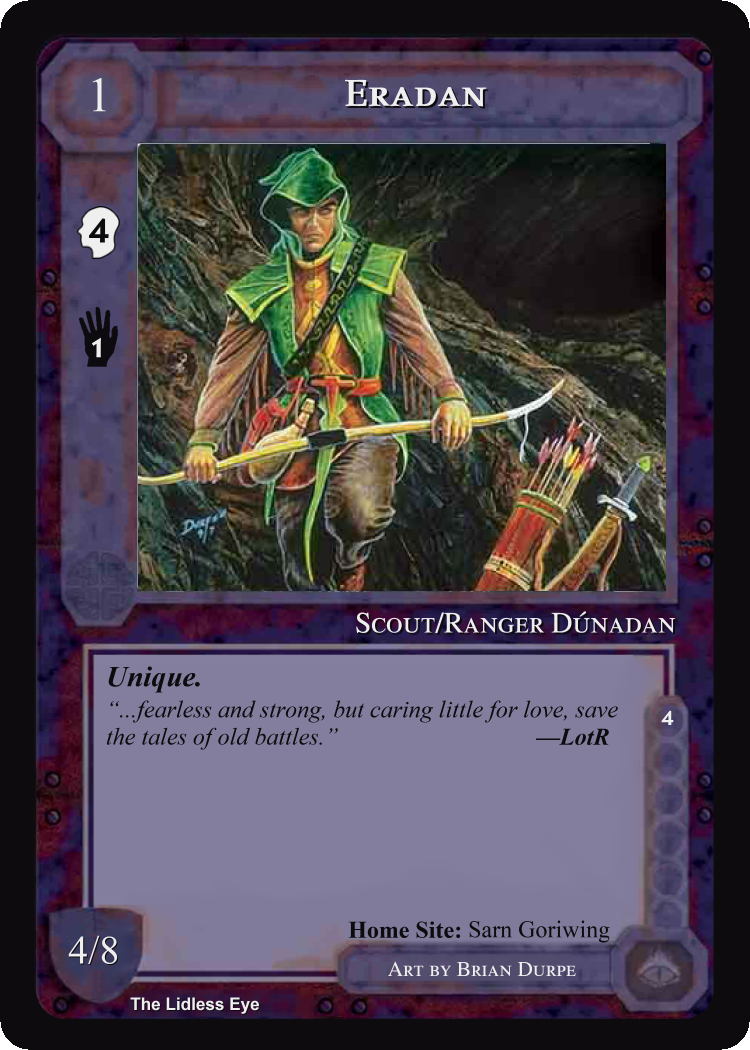 1
ERADAN
4
1
SCOUT/RANGER DÚNADAN
Unique.
“...fearless and strong, but caring little for love, save
the tales of old battles.” —LotR
4
Home Site: Sarn Goriwing
4/8
ART BY BRIAN DURPE
The Lidless Eye